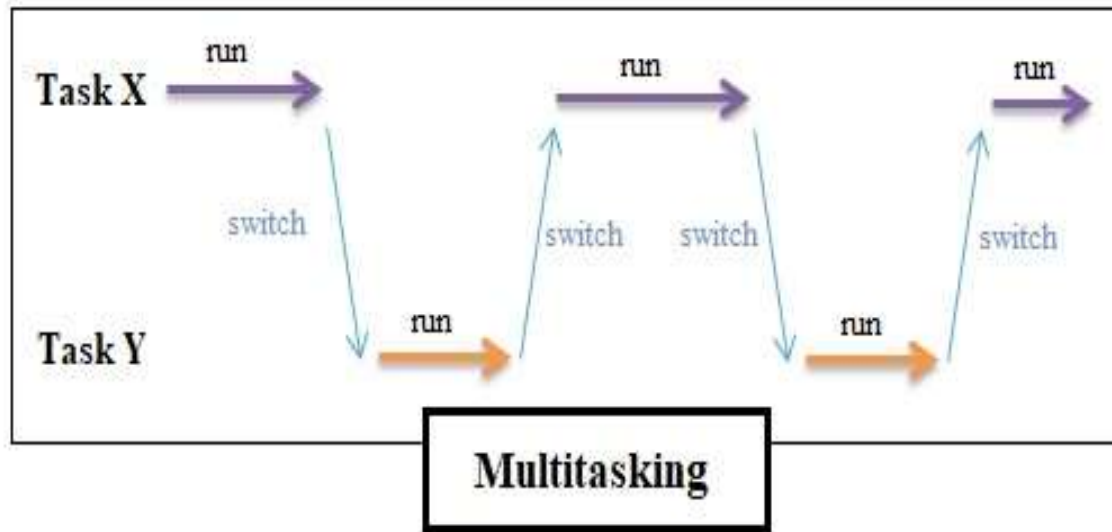 run
run
run
Task X
switch
switch
switch
switch
run
run
Task Y
Multitasking